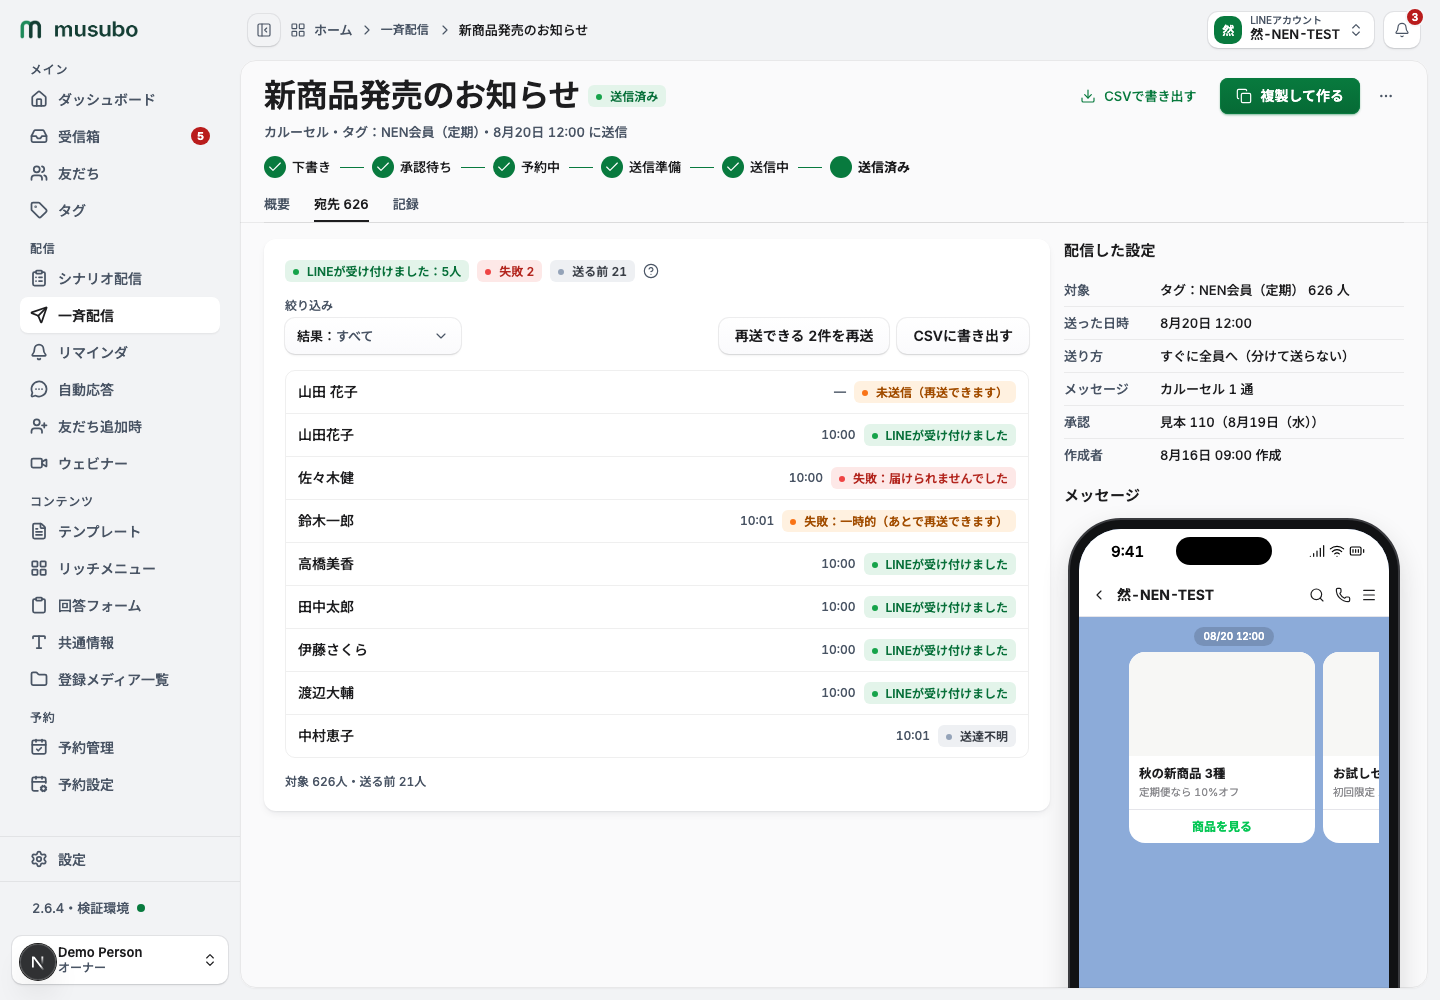 musubo
メイン
ダッシュボード
受信箱 5
友だち
タグ
配信
シナリオ配信
一斉配信
リマインダ
自動応答
友だち追加時
ウェビナー
コンテンツ
テンプレート
リッチメニュー
回答フォーム
共通情報
登録メディア一覧
予約
予約管理
予約設定
設定
2.6.4・検証環境
N
Demo Person
オーナー
ホーム > 一斉配信 > 新商品発売のお知らせ
然
LINEアカウント
然-NEN-TEST
3
新商品発売のお知らせ 送信済み
CSVで書き出す
複製して作る
カルーセル・タグ：NEN会員（定期）・8月20日 12:00 に送信
下書き 承認待ち 予約中 送信準備 送信中 送信済み
概要 宛先 626 記録
LINEが受け付けました：5人 失敗 2 送る前 21
絞り込み
結果：すべて
再送できる 2件を再送
CSVに書き出す
山田 花子 — 未送信（再送できます）
山田花子 10:00 LINEが受け付けました
佐々木健 10:00 失敗：届けられませんでした
鈴木一郎 10:01 失敗：一時的（あとで再送できます）
高橋美香 10:00 LINEが受け付けました
田中太郎 10:00 LINEが受け付けました
伊藤さくら 10:00 LINEが受け付けました
渡辺大輔 10:00 LINEが受け付けました
中村恵子 10:01 送達不明
対象 626人・送る前 21人
配信した設定
対象 タグ：NEN会員（定期） 626 人
送った日時 8月20日 12:00
送り方 すぐに全員へ（分けて送らない）
メッセージ カルーセル 1 通
承認 見本 110（8月19日（水））
作成者 8月16日 09:00 作成
メッセージ
9:41
然-NEN-TEST
08/20 12:00
秋の新商品 3種
定期便なら 10%オフ
商品を見る
お試しセ
初回限定